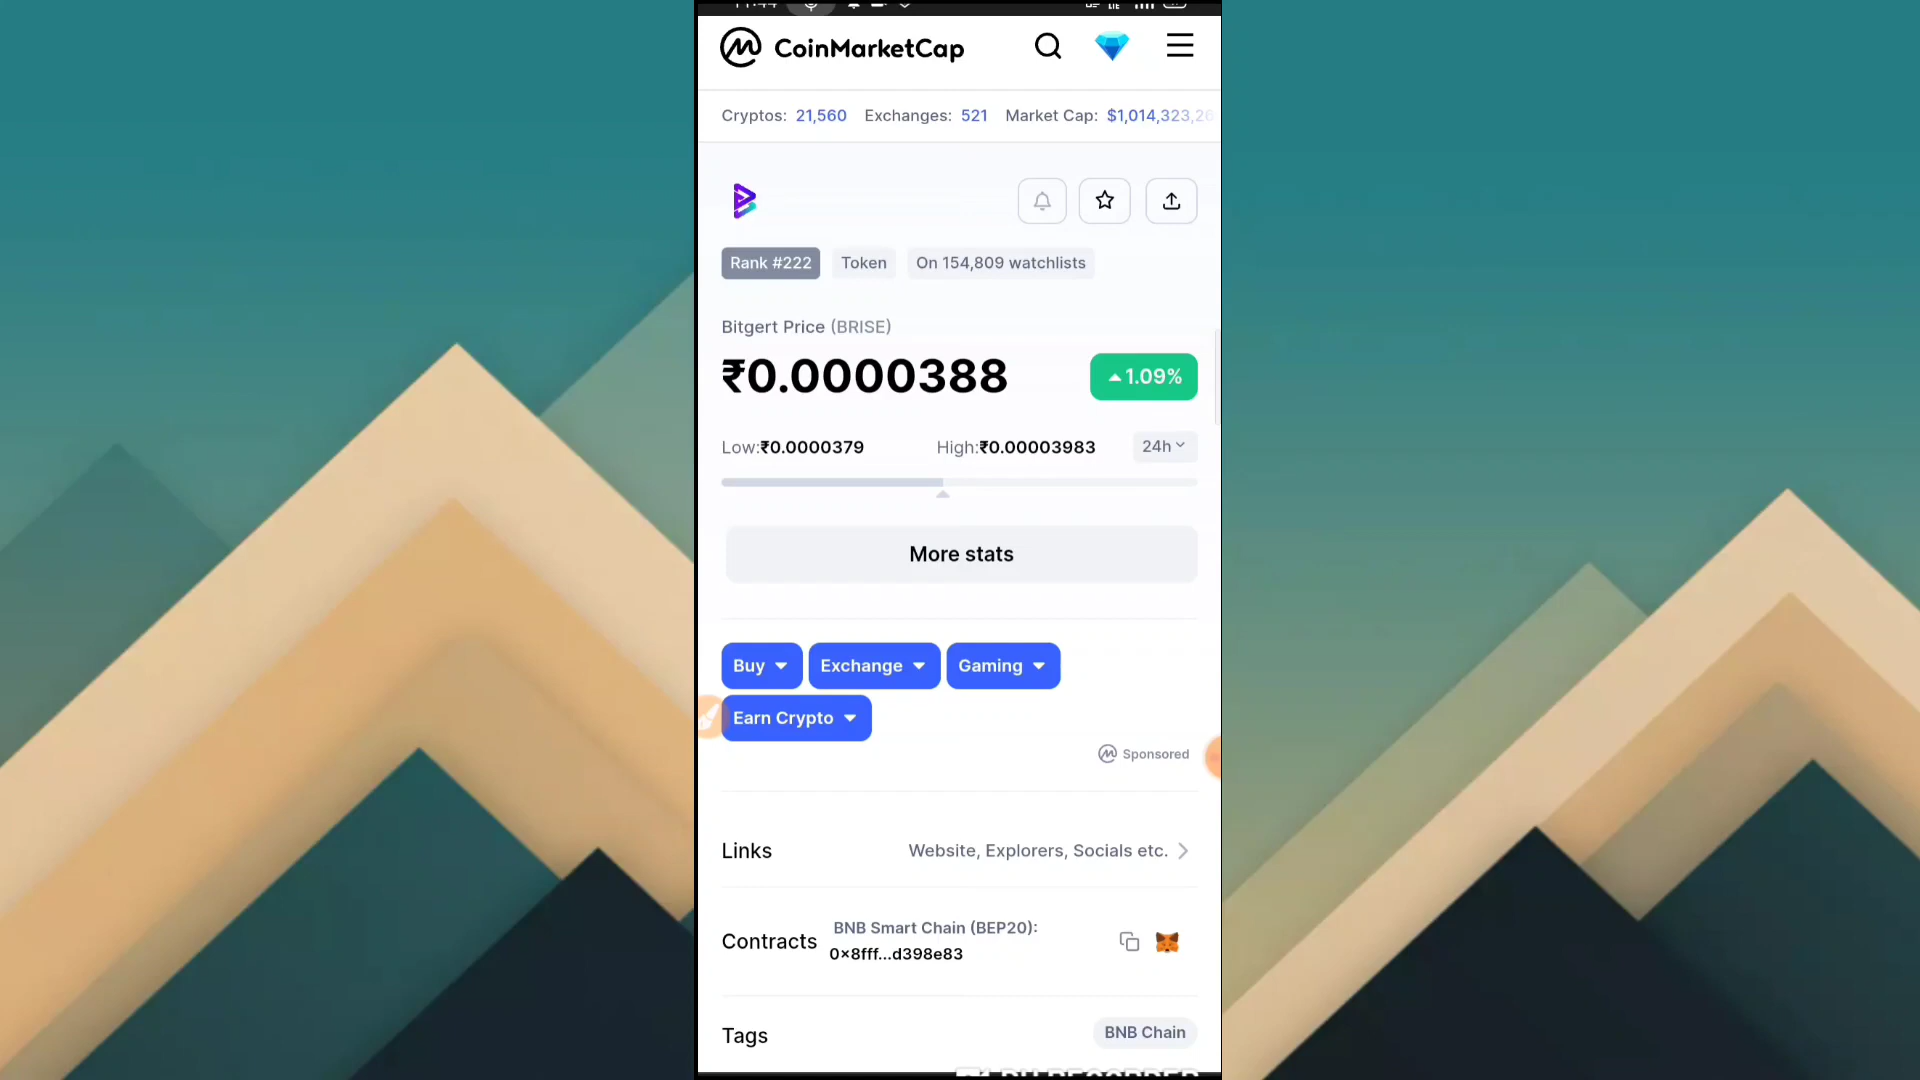 CoinMarketCap
Cryptos: 21,560 Exchanges: 521 Market Cap: $1,014,323,26
Rank #222 Token On 154,809 watchlists
Bitgert Price (BRISE)
₹0.0000388 1.09%
Low:₹0.0000379 High:₹0.00003983 24h
More stats
Buy Exchange Gaming
Earn Crypto
Sponsored
Links Website, Explorers, Socials etc.
BNB Smart Chain (BEP20):
Contracts
0x8fff...d398e83
Tags BNB Chain